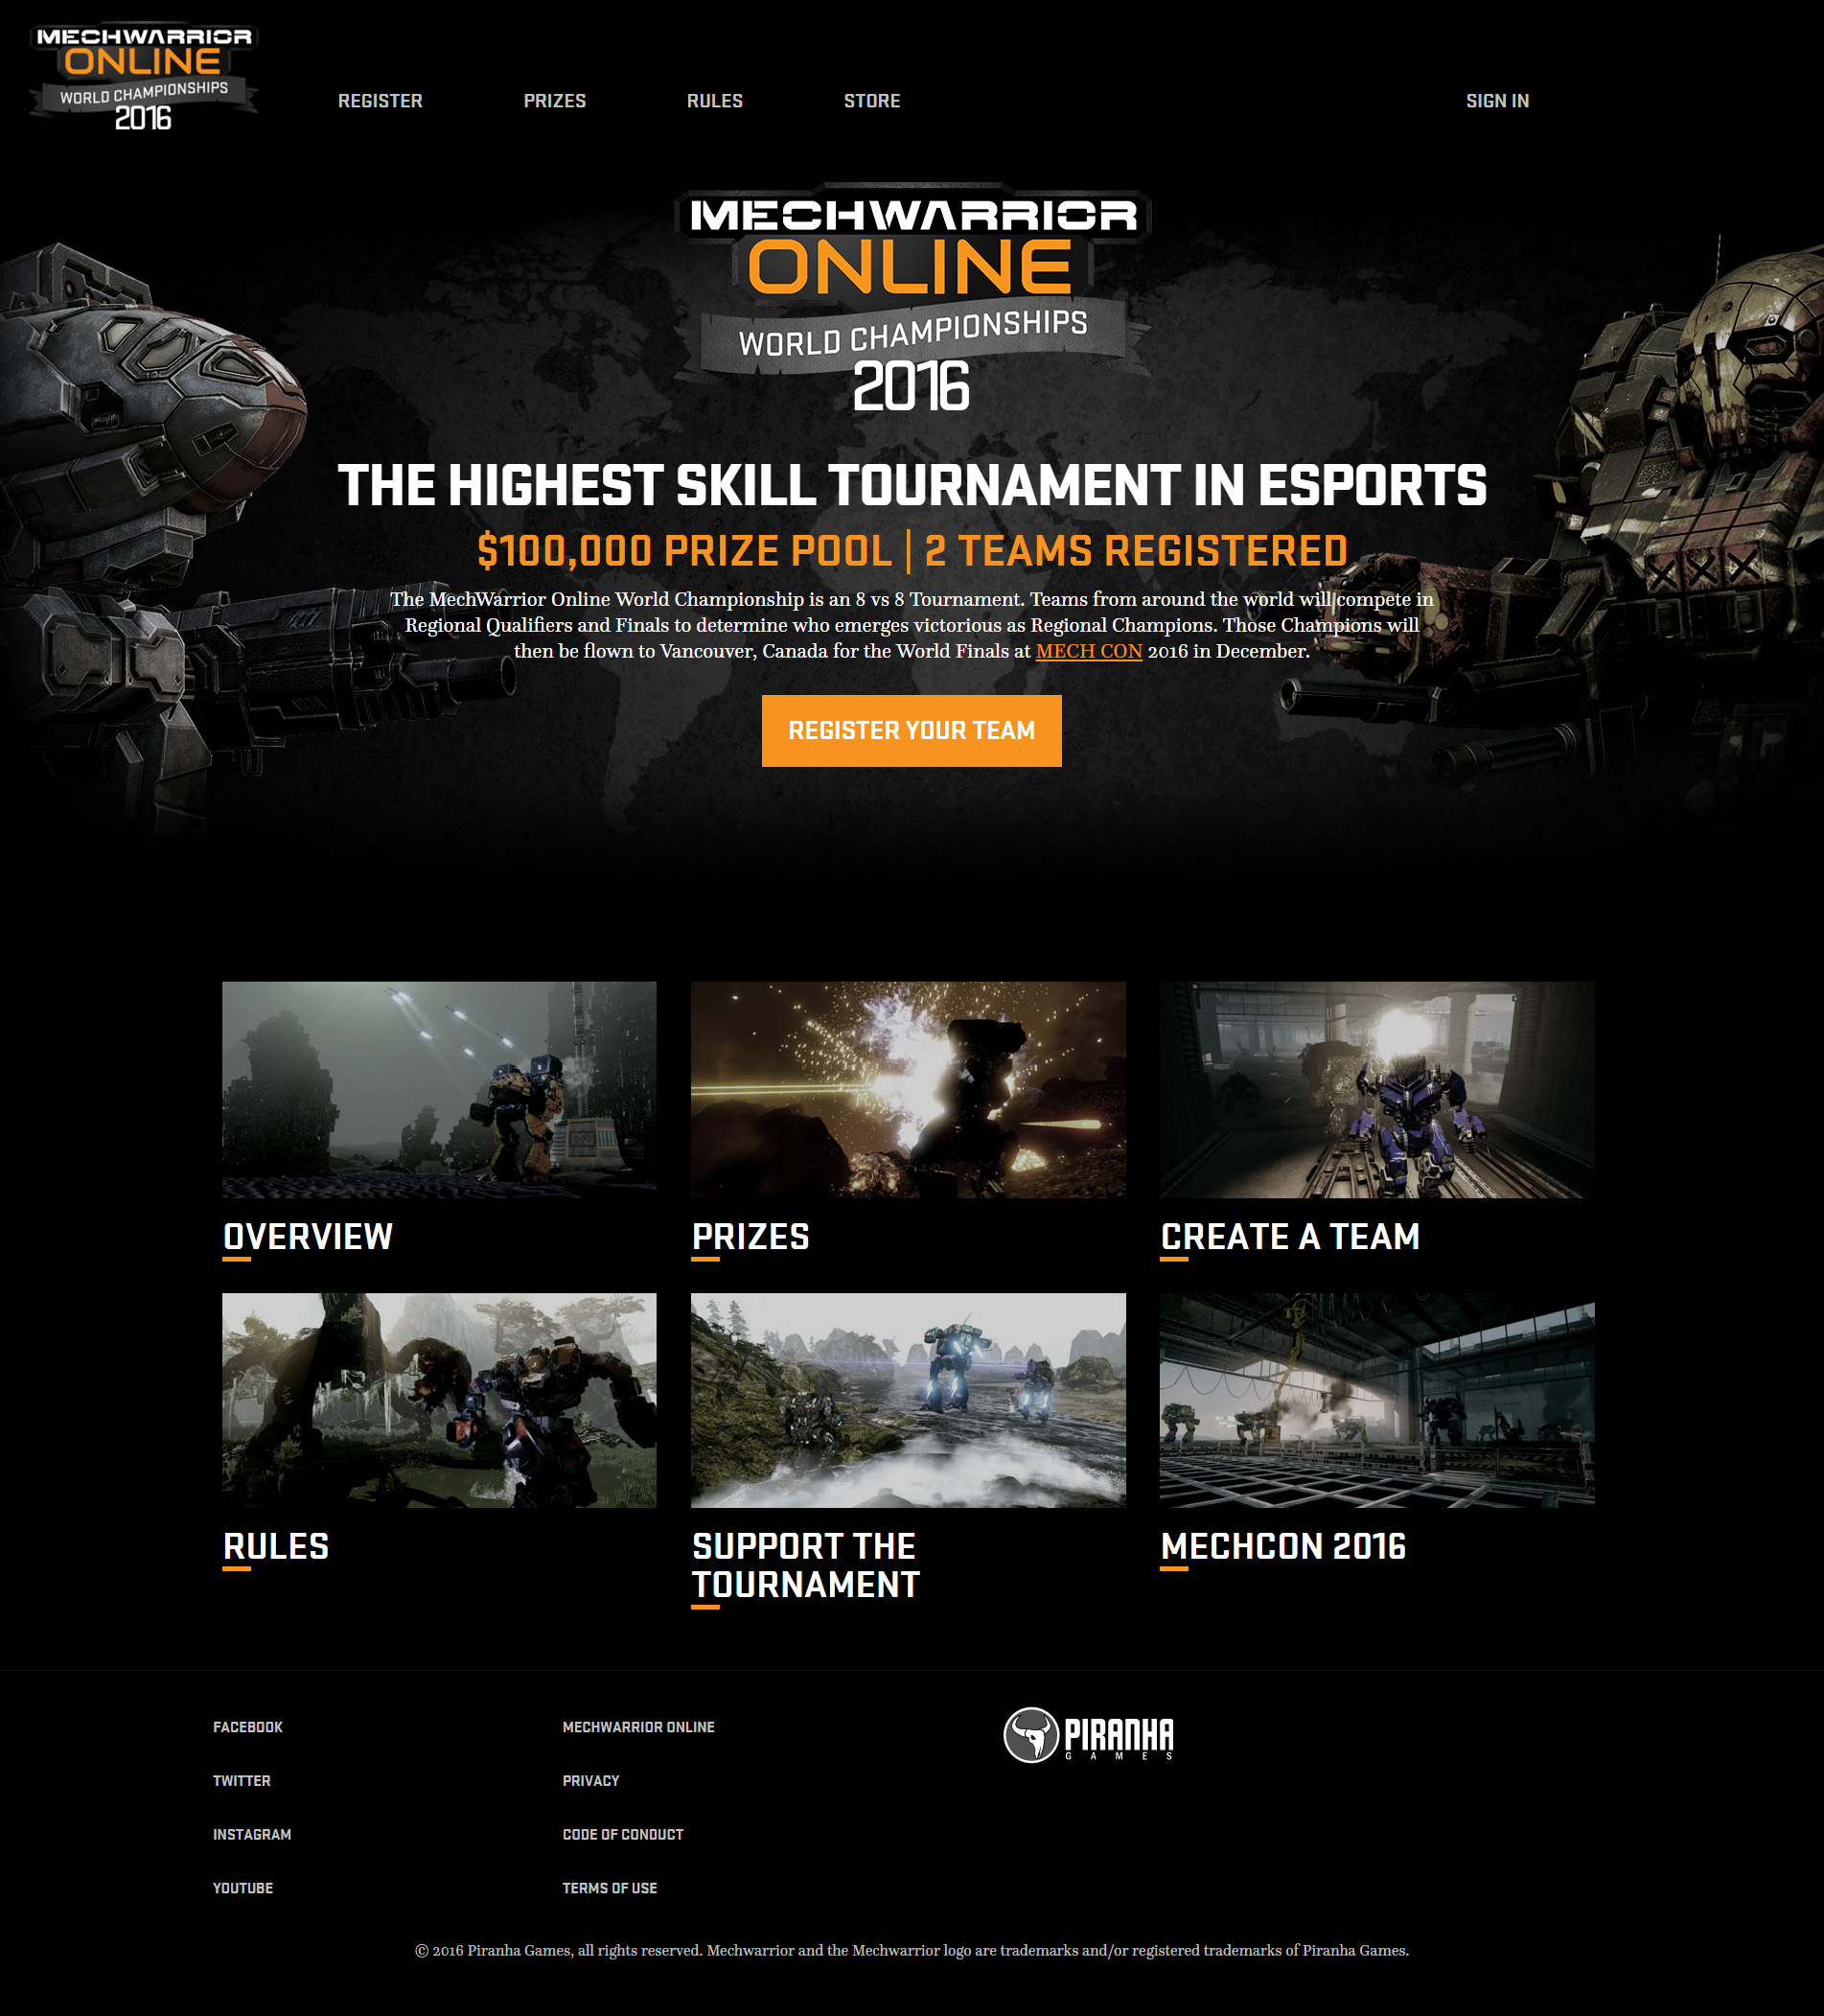 MECHWARRIOR
ONLINE
WORLD CHAMPIONSHIPS
2016
REGISTER
PRIZES
RULES
STORE
SIGN IN
MECHWARRIOR
ONLINE
WORLD CHAMPIONSHIPS
2016
THE HIGHEST SKILL TOURNAMENT IN ESPORTS
$100,000 PRIZE POOL | 2 TEAMS REGISTERED
The MechWarrior Online World Championship is an 8 vs 8 Tournament. Teams from around the world will compete in
Regional Qualifiers and Finals to determine who emerges victorious as Regional Champions. Those Champions will
then be flown to Vancouver, Canada for the World Finals at MECH CON 2016 in December.
REGISTER YOUR TEAM
OVERVIEW
PRIZES
CREATE A TEAM
RULES
SUPPORT THE
TOURNAMENT
MECHCON 2016
FACEBOOK
TWITTER
INSTAGRAM
YOUTUBE
MECHWARRIOR ONLINE
PRIVACY
CODE OF CONDUCT
TERMS OF USE
PIRANHA
GAMES
© 2016 Piranha Games, all rights reserved. Mechwarrior and the Mechwarrior logo are trademarks and/or registered trademarks of Piranha Games.